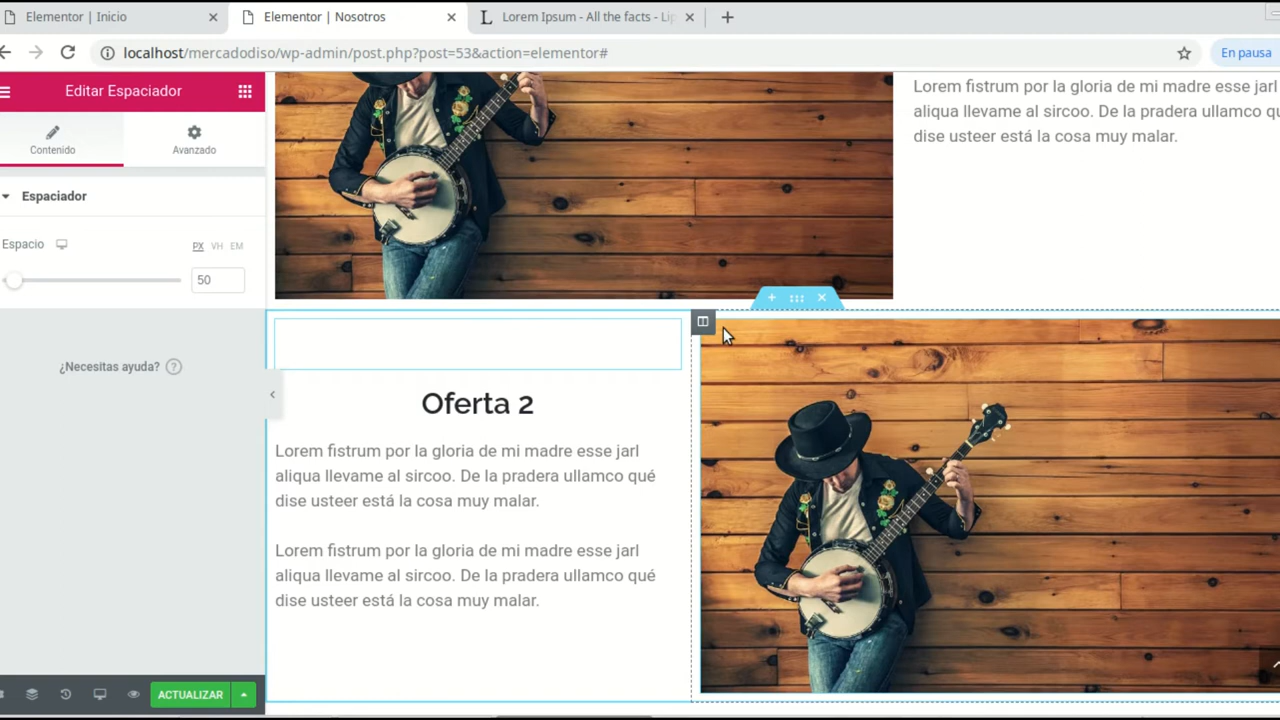 Elementor | Inicio
Elementor | Nosotros
Lorem Ipsum - All the facts - Lip
localhost/mercadodiso/wp-admin/post.php?post=53&action=elementor#
En pausa
Editar Espaciador
Contenido
Avanzado
Espaciador
Espacio
PX VH EM
50
¿Necesitas ayuda? ?
ACTUALIZAR
Lorem fistrum por la gloria de mi madre esse jarl
aliqua llevame al sircoo. De la pradera ullamco qu
dise usteer está la cosa muy malar.
Oferta 2
Lorem fistrum por la gloria de mi madre esse jarl
aliqua llevame al sircoo. De la pradera ullamco qué
dise usteer está la cosa muy malar.
Lorem fistrum por la gloria de mi madre esse jarl
aliqua llevame al sircoo. De la pradera ullamco qué
dise usteer está la cosa muy malar.